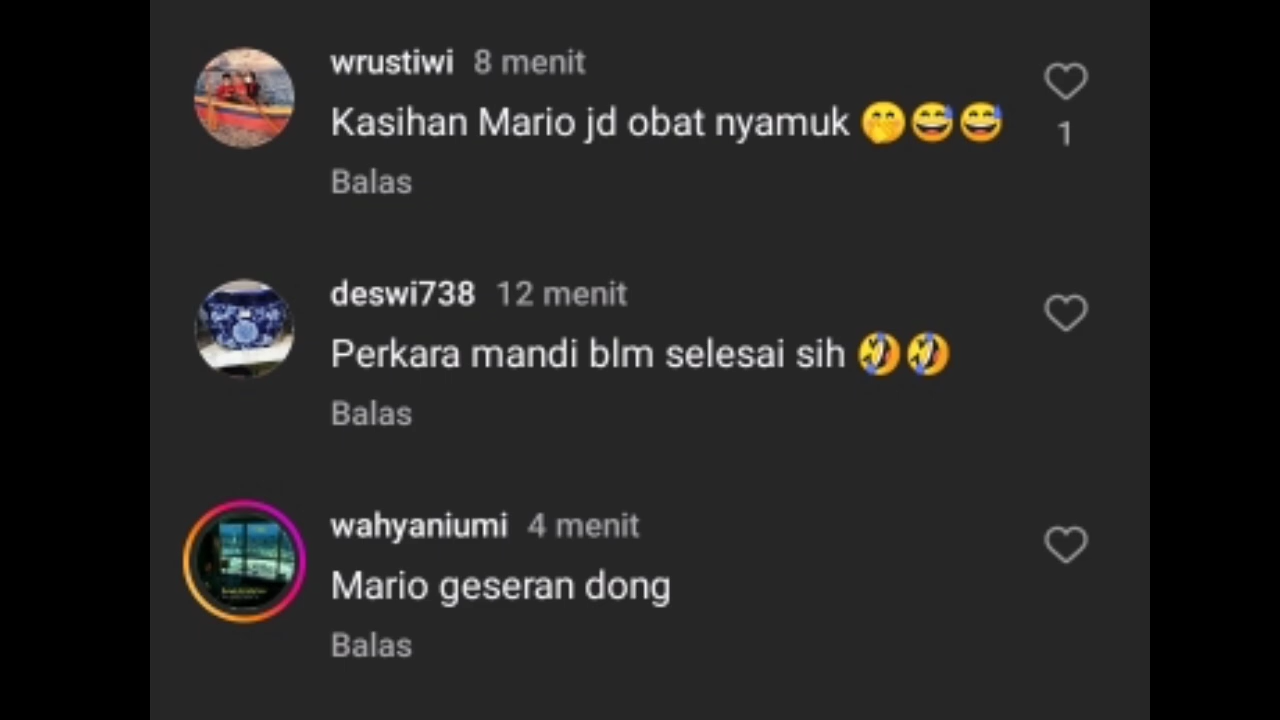 wrustiwi 8 menit
Kasihan Mario jd obat nyamuk 🤭😅😅
1
Balas
deswi738 12 menit
Perkara mandi blm selesai sih 🤣🤣
Balas
wahyaniumi 4 menit
Mario geseran dong
Balas